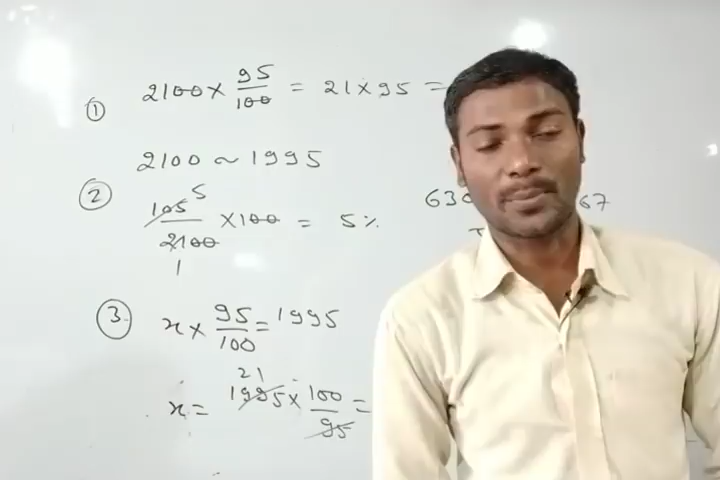 ① 2100 × 95/100 = 21 × 95 =
2100 ~ 1995
② 105/2100 × 100 = 5%
5
1
630 67
③ x × 95/100 = 1995
21
x = 1995 × 100/95 =